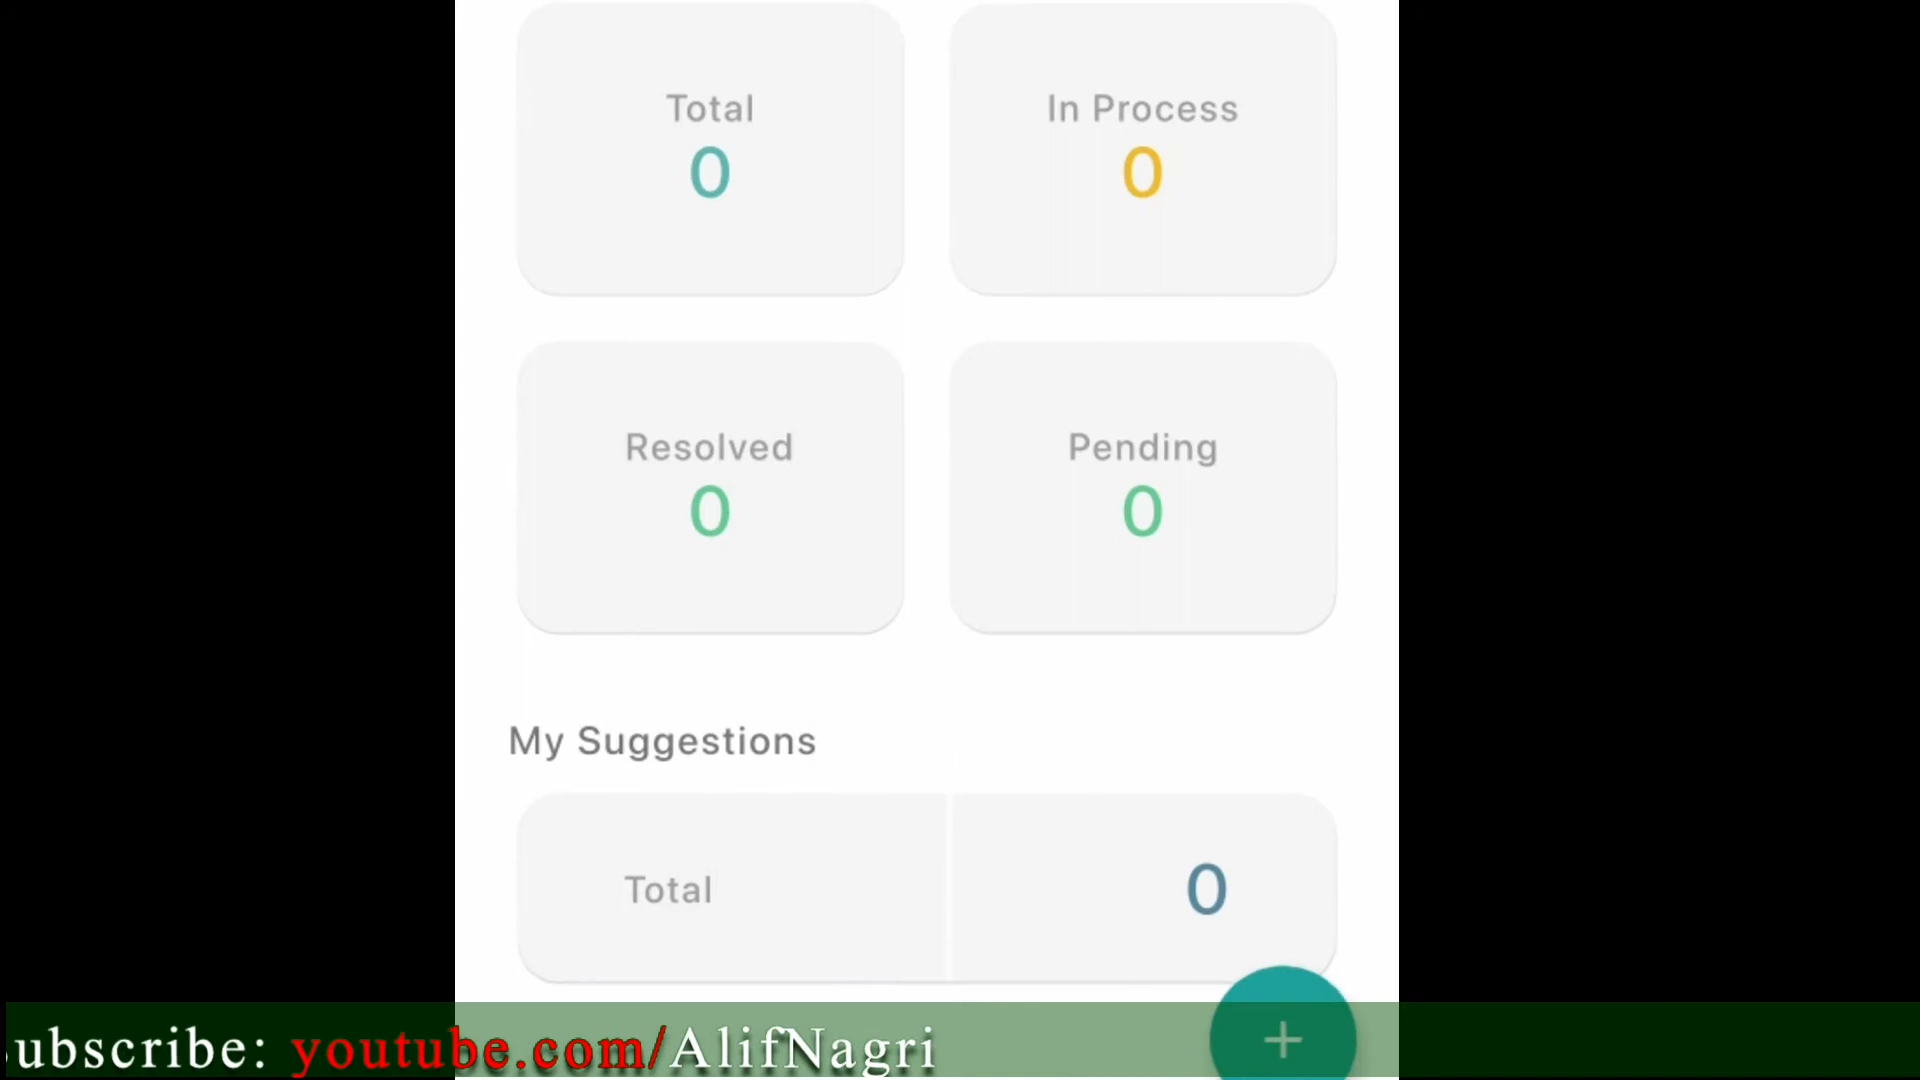 Total In Process
0 0
Resolved Pending
0 0
My Suggestions
Total 0
+
ubscribe: youtube.com/AlifNagri